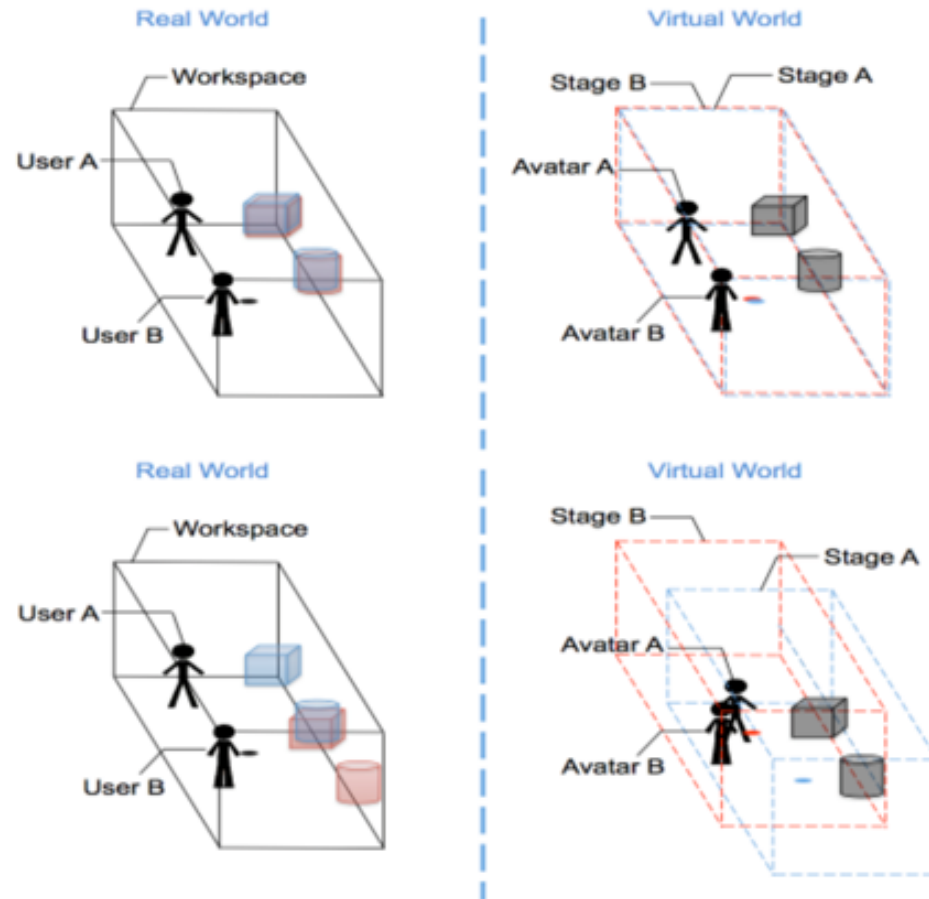 Real World
Virtual World
Workspace
Stage B
Stage A
User A
Avatar A
User B
Avatar B
Real World
Virtual World
Workspace
Stage B
Stage A
User A
Avatar A
User B
Avatar B